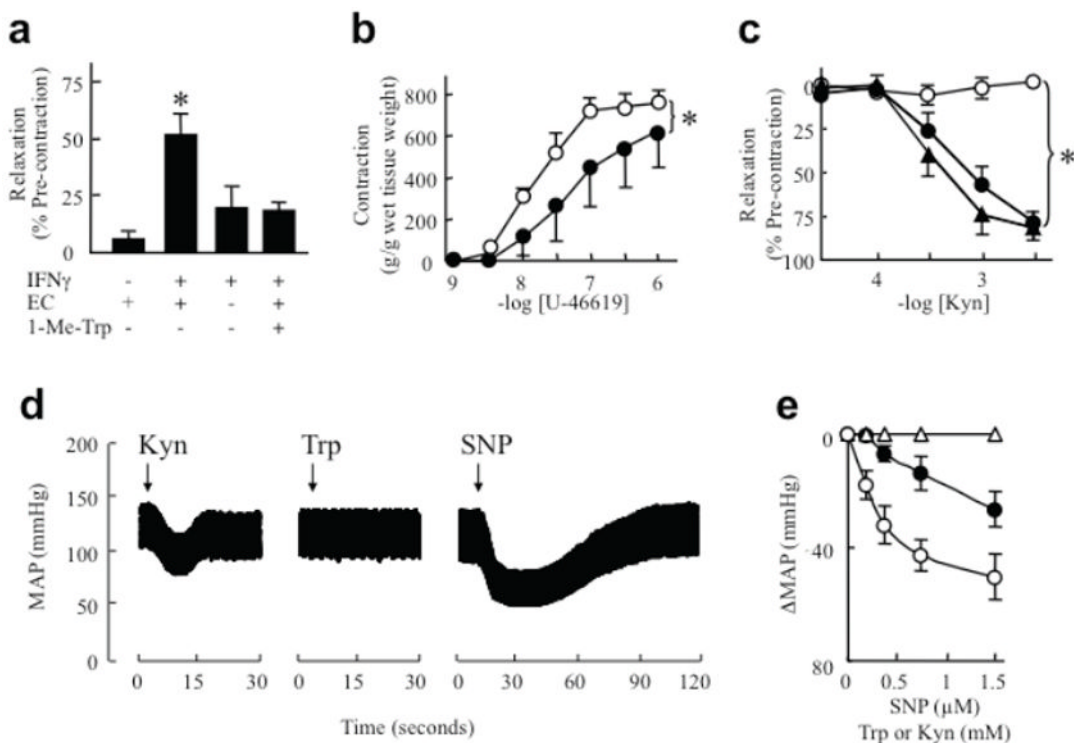 a
Relaxation
(% Pre-contraction)
75
50
25
0
*
IFNγ - + + +
EC + + - +
1-Me-Trp - - - +
b
Contraction
(g/g wet tissue weight)
800
600
400
200
0
*
9 8 7 6
-log [U-46619]
c
Relaxation
(% Pre-contraction)
0
25
50
75
100
*
4 3
-log [Kyn]
d
MAP (mmHg)
200
150
100
50
0
Kyn Trp SNP
0 15 30 0 15 30 0 30 60 90 120
Time (seconds)
e
ΔMAP (mmHg)
0
40
80
0 0.5 1.0 1.5
SNP (µM)
Trp or Kyn (mM)